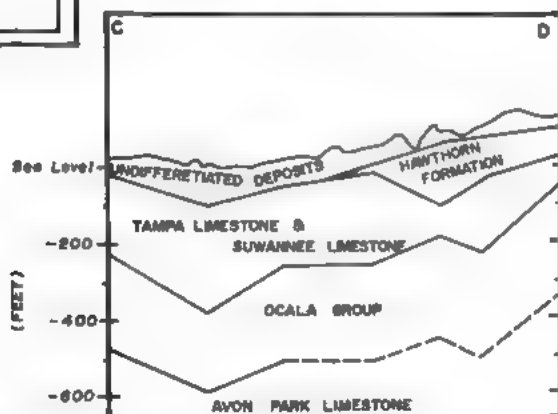 C D
Sea Level
UNDIFFERETIATED DEPOSITS
HAWTHORN
FORMATION
TAMPA LIMESTONE &
SUWANNEE LIMESTONE
-200
(FEET)
OCALA GROUP
-400
-600
AVON PARK LIMESTONE